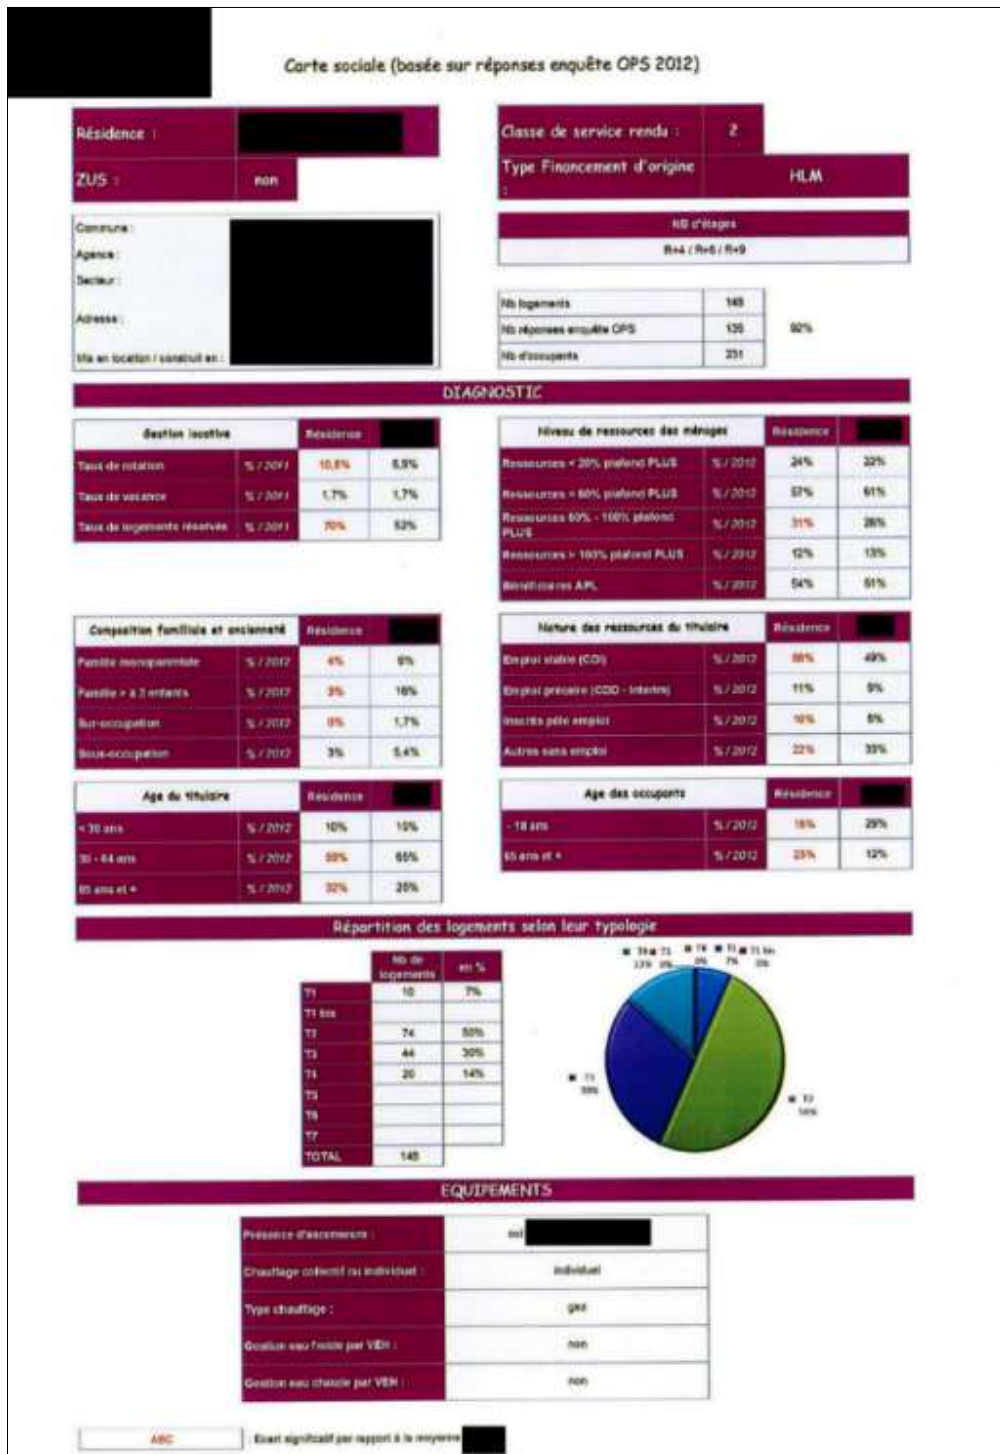 Carte sociale (basée sur réponses enquête OPS 2012)
Résidence :
ZUS : non
Classe de service rendu : 2
Type Financement d'origine : HLM
Commune :
Agence :
Secteur :
Adresse :
Mis en location / construit en :
NB d'étages
R+4 / R+6 / R+9
Nb logements 148
Nb réponses enquête OPS 136 92%
Nb d'occupants 231
DIAGNOSTIC
Gestion locative Résidence
Taux de rotation % / 2011 10,8%
Taux de vacance % / 2011 1,7% 1,7%
Taux de logements réservés % / 2011 70% 52%
Niveau de ressources des ménages Résidence
Ressources < 20% plafond PLUS % / 2012 24% 22%
Ressources < 60% plafond PLUS % / 2012 57% 61%
Ressources 60% - 100% plafond PLUS % / 2012 31% 26%
Ressources > 100% plafond PLUS % / 2012 12% 13%
Bénéficiaires APL % / 2012 54% 51%
Composition familiale et ancienneté Résidence
Famille monoparentale % / 2012 4%
Famille > à 3 enfants % / 2012 3% 16%
Sur-occupation % / 2012 0% 1,7%
Sous-occupation % / 2012 3% 5,4%
Nature des ressources du titulaire Résidence
Emploi stable (CDI) % / 2012 49%
Emploi précaire (CDD - Interim) % / 2012 11% 9%
Inscrits pôle emploi % / 2012 10%
Autres sans emploi % / 2012 22% 33%
Age du titulaire Résidence
< 30 ans % / 2012 10% 10%
30 - 64 ans % / 2012 65%
65 ans et + % / 2012 32% 25%
Age des occupants Résidence
- 18 ans % / 2012 29%
65 ans et + % / 2012 25% 12%
Répartition des logements selon leur typologie
Nb de logements en %
T1 10 7%
T1 bis
T2 74 50%
T3 44 30%
T4 20 14%
T5
T6
T7
TOTAL 148
T1
7%
T1 bis
0%
T2
50%
T3
30%
EQUIPEMENTS
Présence d'ascenseurs : oui
Chauffage collectif ou individuel : individuel
Type chauffage : gaz
Gestion eau froide par VEH : non
Gestion eau chaude par VEH : non
ABC : Ecart significatif par rapport à la moyenne